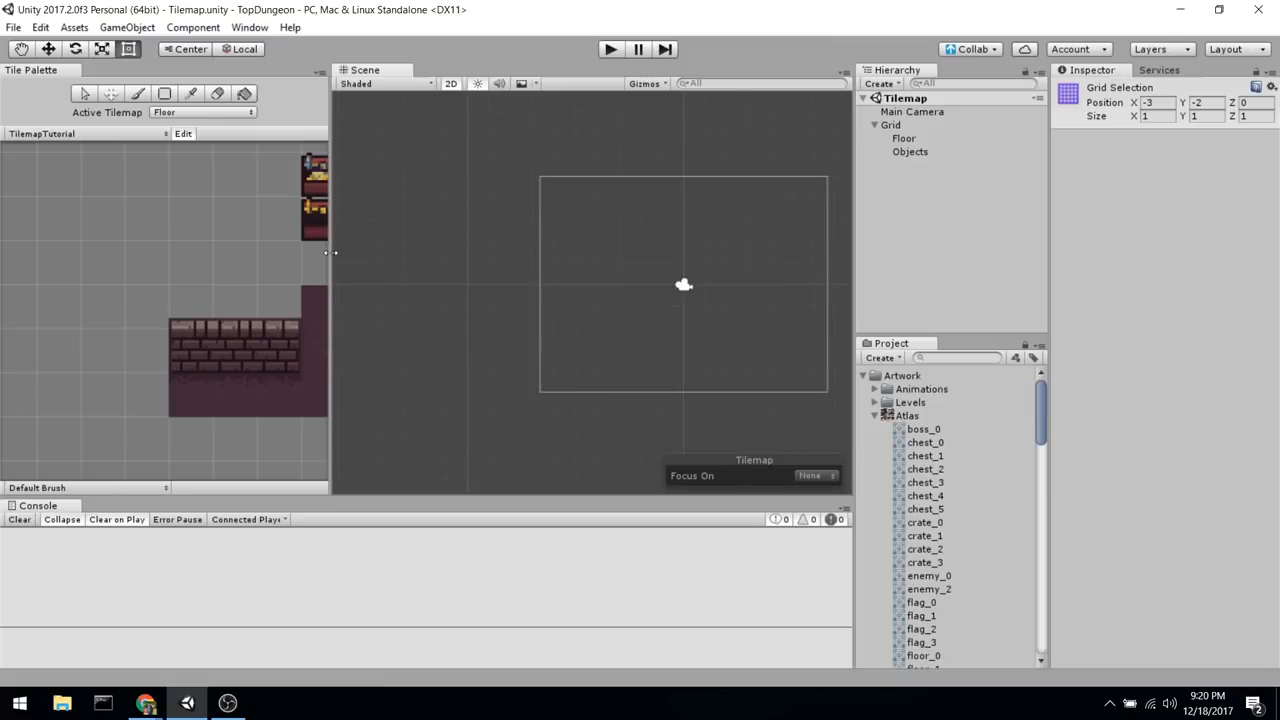 Unity 2017.2.0f3 Personal (64bit) - Tilemap.unity - TopDungeon - PC, Mac & Linux Standalone <DX11>
File Edit Assets GameObject Component Window Help
Center Local Collab Account Layers Layout
Tile Palette Scene Hierarchy Inspector Services
Shaded 2D Gizmos All Create All
Grid Selection
Position X -3 Y -2 Z 0
Size X 1 Y 1 Z 1
Active Tilemap Floor
TilemapTutorial Edit
Tilemap
Main Camera
Grid
Floor
Objects
Project
Create
Artwork
Animations
Levels
Atlas
boss_0
chest_0
chest_1
chest_2
chest_3
chest_4
chest_5
crate_0
crate_1
crate_2
crate_3
enemy_0
enemy_2
flag_0
flag_1
flag_2
flag_3
floor_0
Tilemap
Focus On None
Default Brush
Console
Clear Collapse Clear on Play Error Pause Connected Playe 0 0 0
9:20 PM
12/18/2017
2